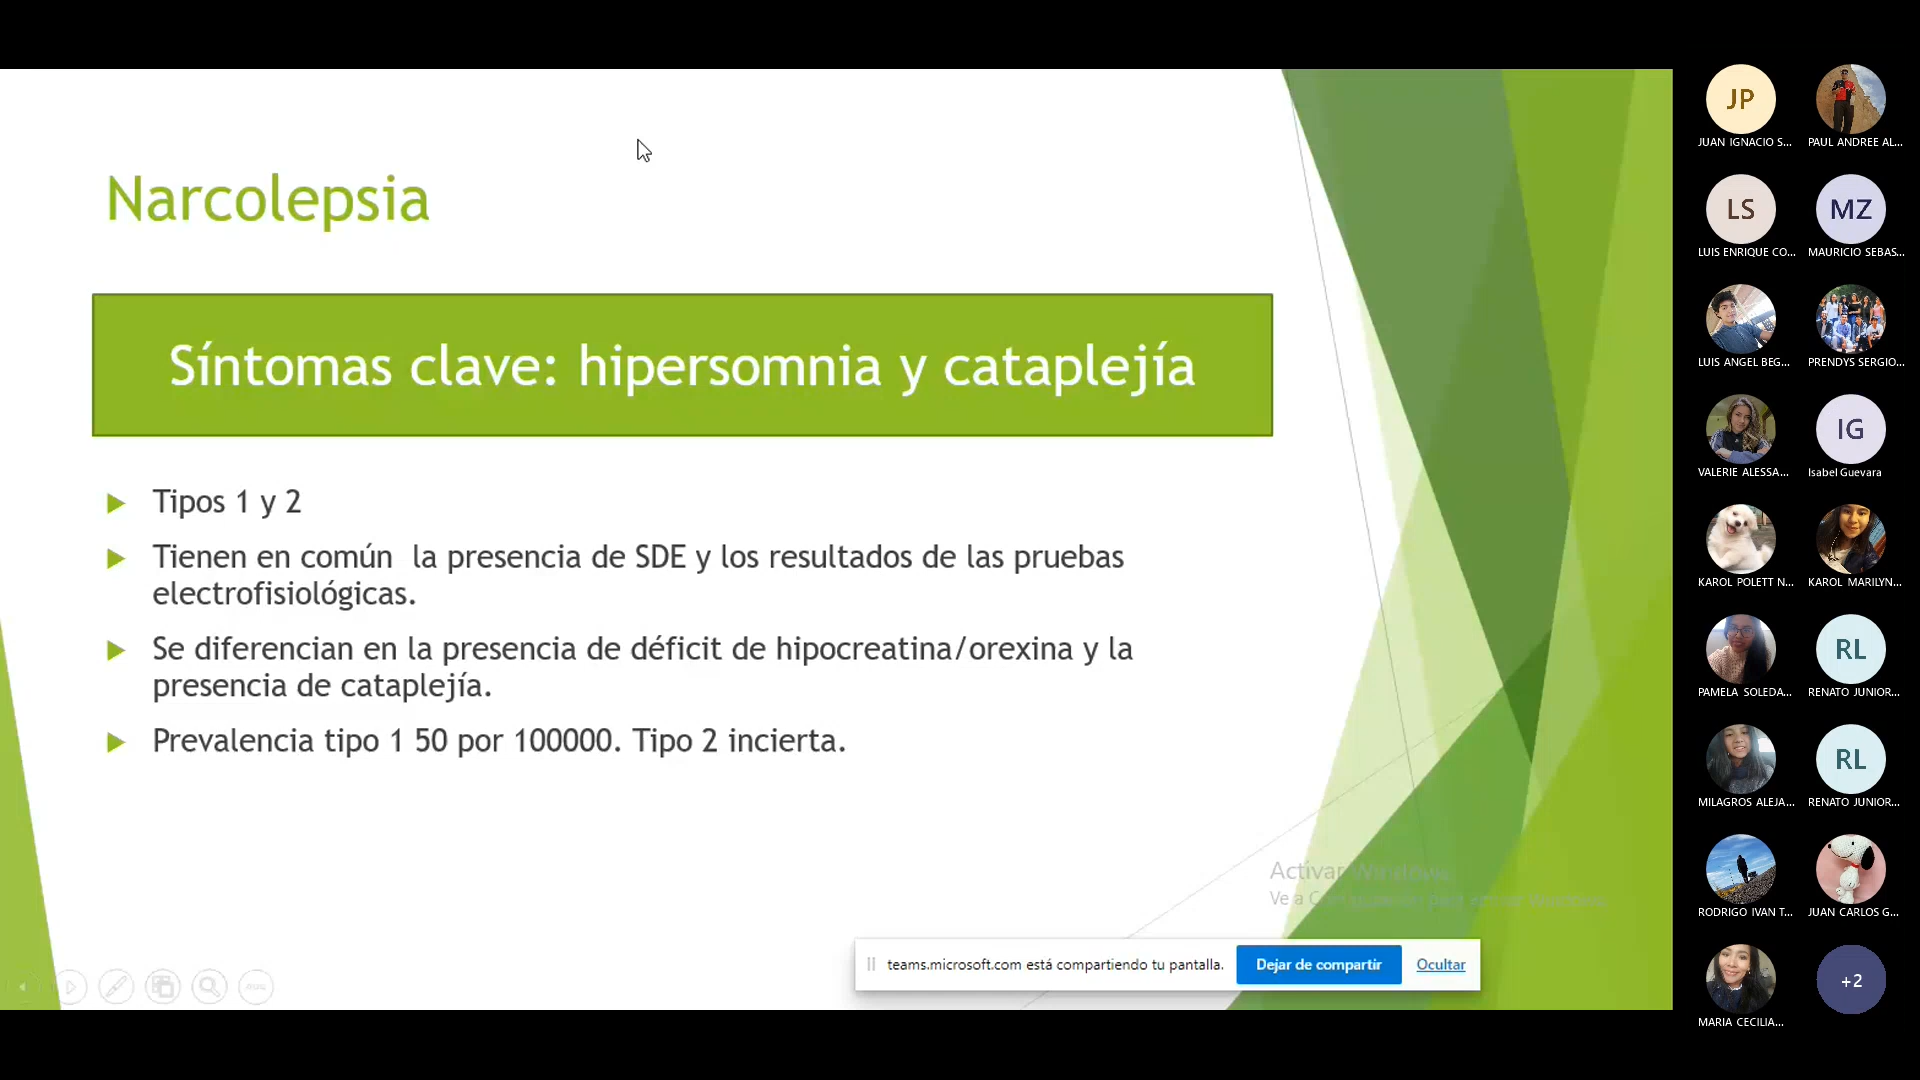 Narcolepsia
Síntomas clave: hipersomnia y cataplejía
Tipos 1 y 2
Tienen en común la presencia de SDE y los resultados de las pruebas
electrofisiológicas.
Se diferencian en la presencia de déficit de hipocreatina/orexina y la
presencia de cataplejía.
Prevalencia tipo 1 50 por 100000. Tipo 2 incierta.
Activar Windows
teams.microsoft.com está compartiendo tu pantalla.
Dejar de compartir
Ocultar
JP
JUAN IGNACIO S...
PAUL ANDREE AL...
LS
LUIS ENRIQUE CO...
MZ
MAURICIO SEBAS...
LUIS ANGEL BEG...
PRENDYS SERGIO...
VALERIE ALESSA...
IG
Isabel Guevara
KAROL POLETT N...
KAROL MARILYN...
PAMELA SOLEDA...
RL
RENATO JUNIOR...
MILAGROS ALEJA...
RL
RENATO JUNIOR...
RODRIGO IVAN T...
JUAN CARLOS G...
MARIA CECILIA...
+2